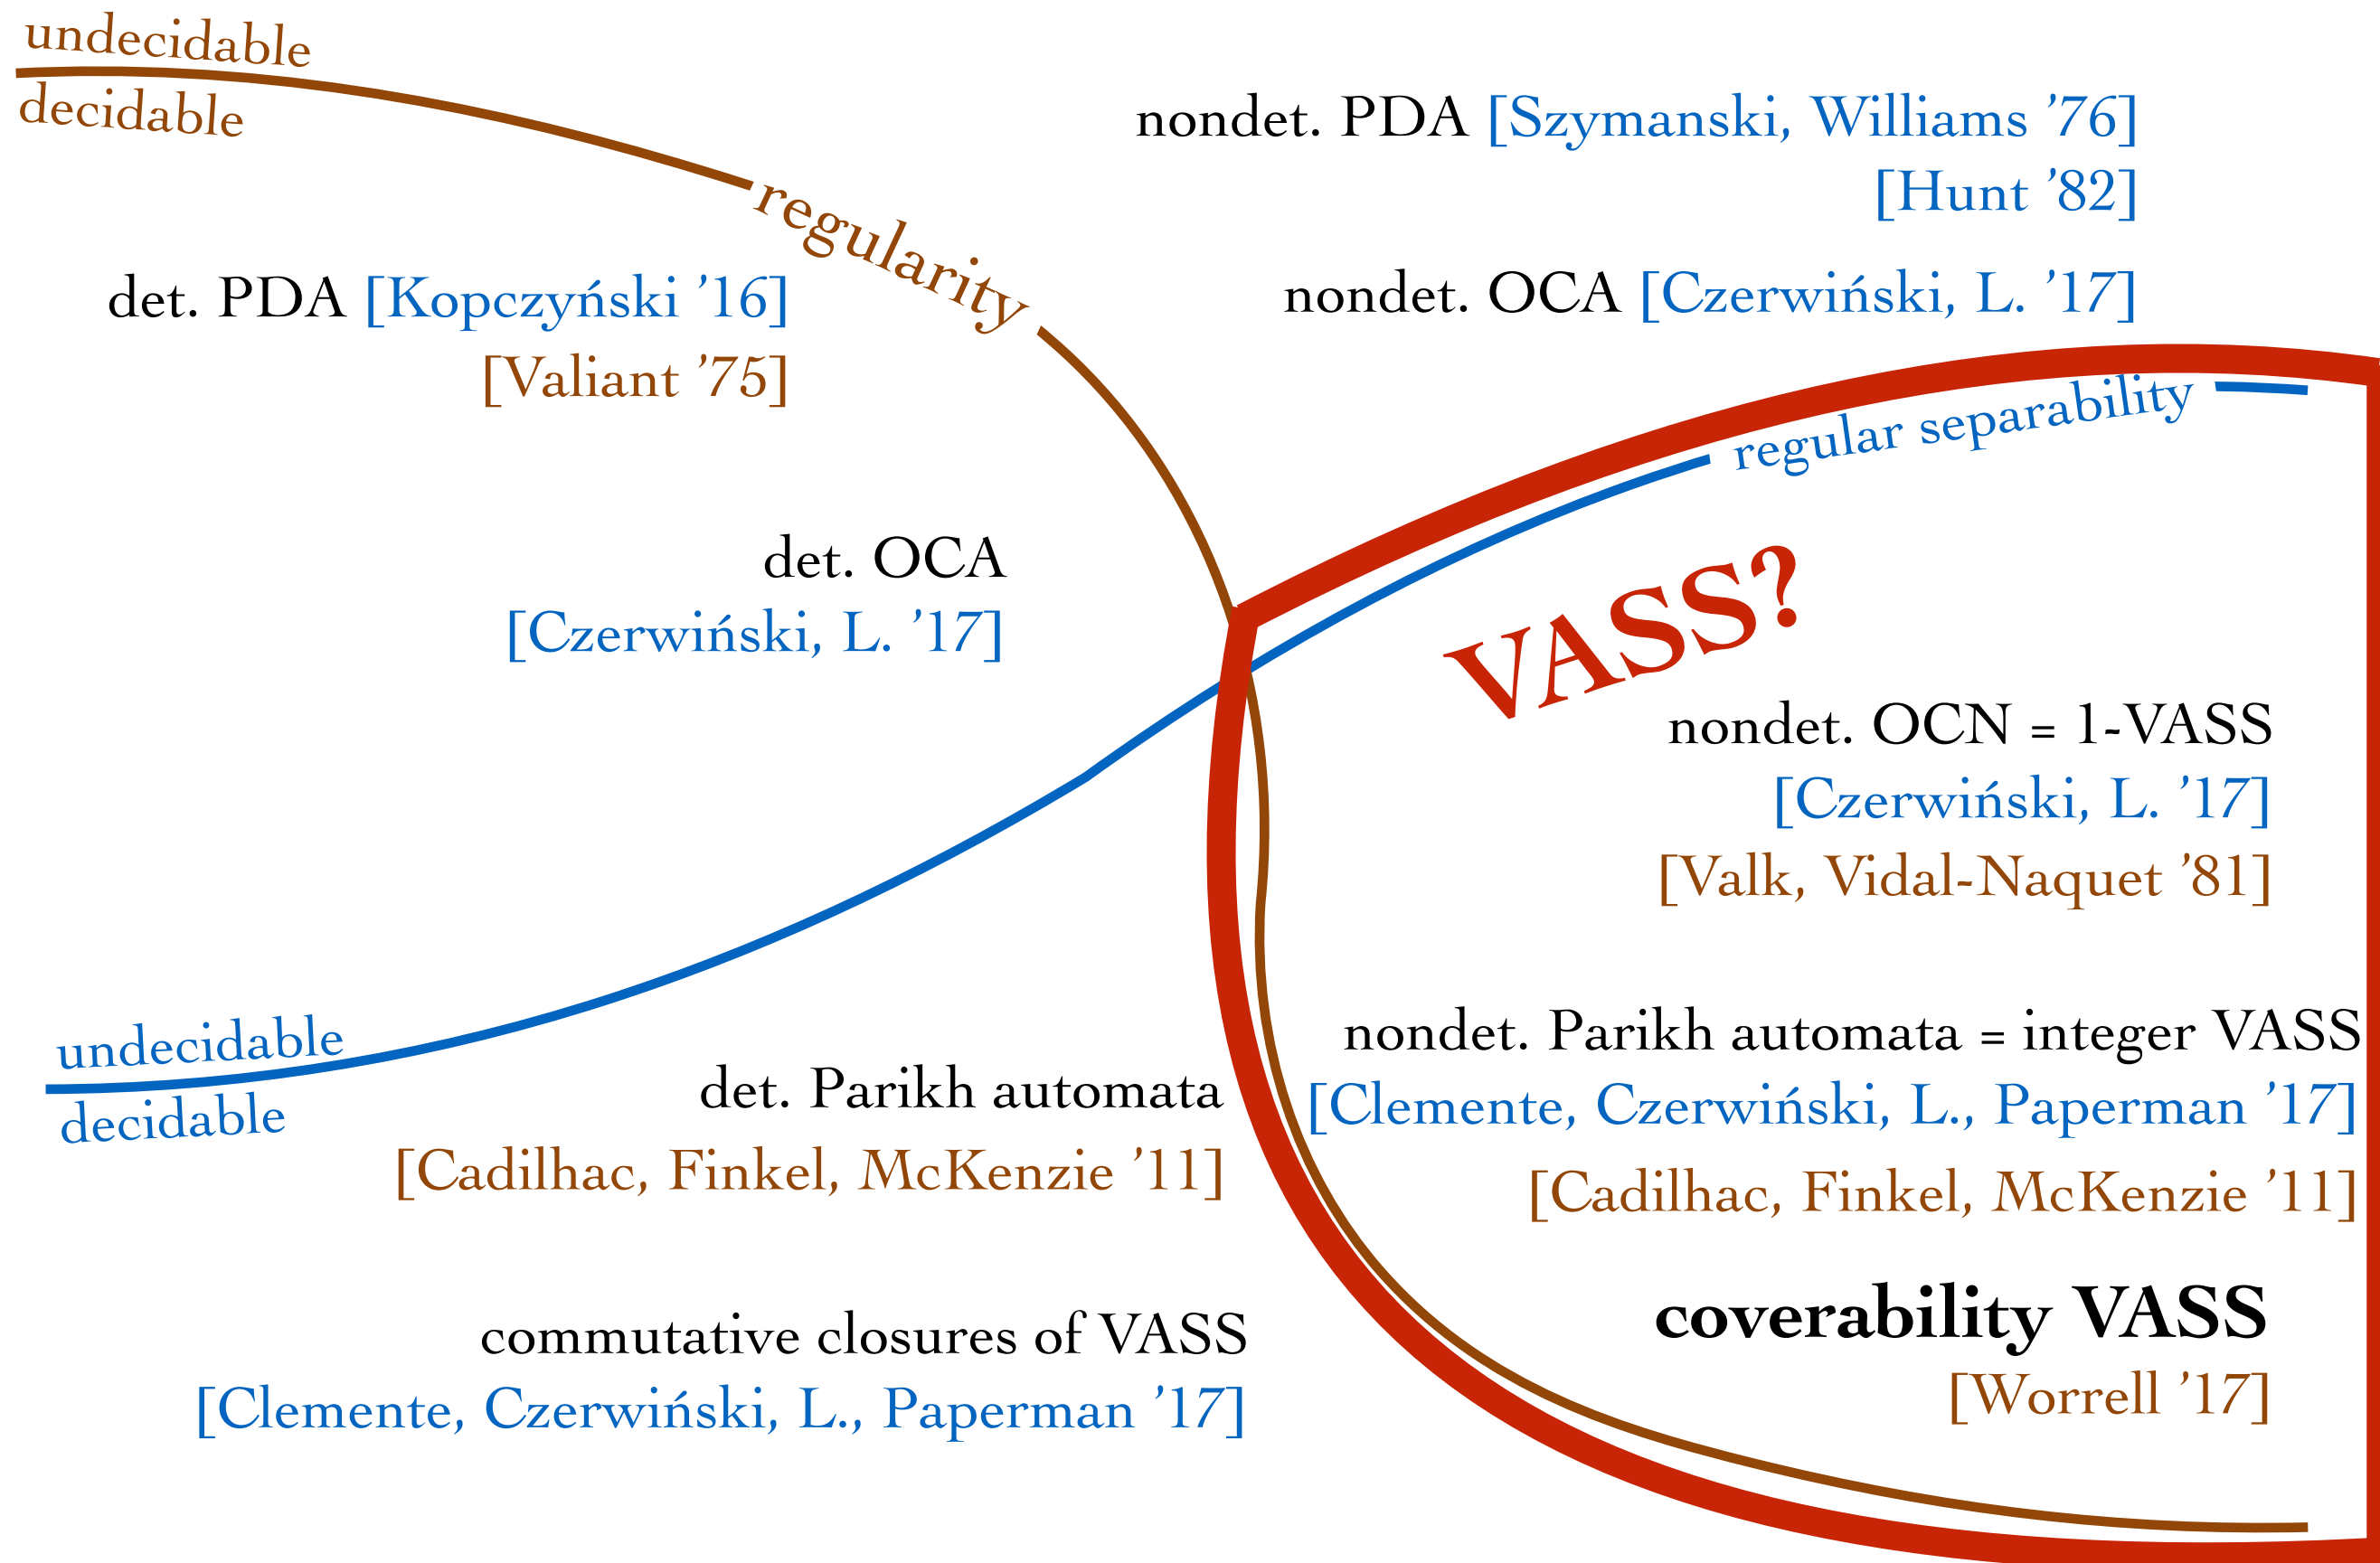 undecidable
decidable
regularity
nondet. PDA [Szymanski, Williams '76]
[Hunt '82]
nondet. OCA [Czerwiński, L. '17]
det. PDA [Kopczyński '16]
[Valiant '75]
regular separability
det. OCA
[Czerwiński, L. '17]
VASS?
nondet. OCN = 1-VASS
[Czerwiński, L. '17]
[Valk, Vidal-Naquet '81]
undecidable
decidable
det. Parikh automata
[Cadilhac, Finkel, McKenzie '11]
nondet. Parikh automata = integer VASS
[Clemente, Czerwiński, L., Paperman '17]
[Cadilhac, Finkel, McKenzie '11]
commutative closures of VASS
[Clemente, Czerwiński, L., Paperman '17]
coverability VASS
[Worrell '17]